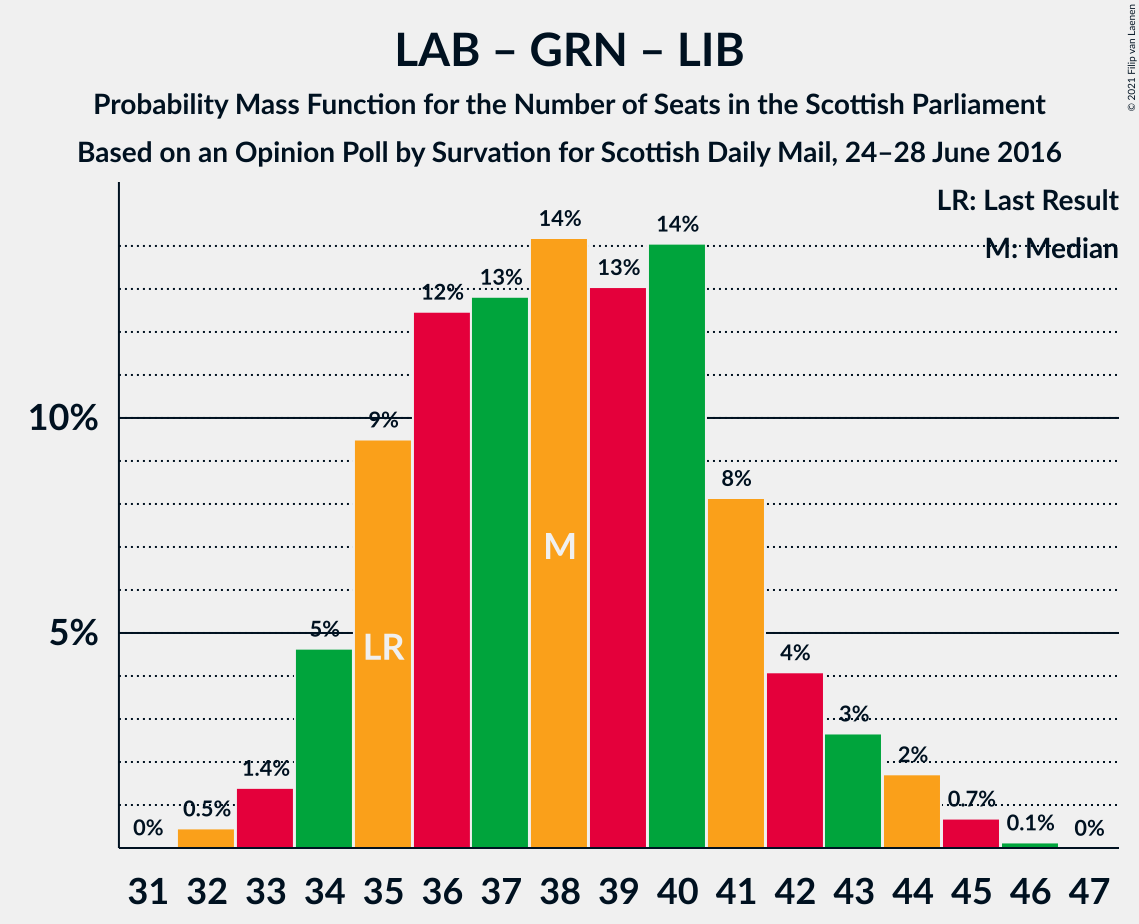 LAB – GRN – LIB
Probability Mass Function for the Number of Seats in the Scottish Parliament
Based on an Opinion Poll by Survation for Scottish Daily Mail, 24–28 June 2016
© 2021 Filip van Laenen
LR: Last Result
M: Median
10%
5%
0%
0.5%
1.4%
5%
9%
12%
13%
14%
13%
14%
8%
4%
3%
2%
0.7%
0.1%
0%
LR
M
31 32 33 34 35 36 37 38 39 40 41 42 43 44 45 46 47